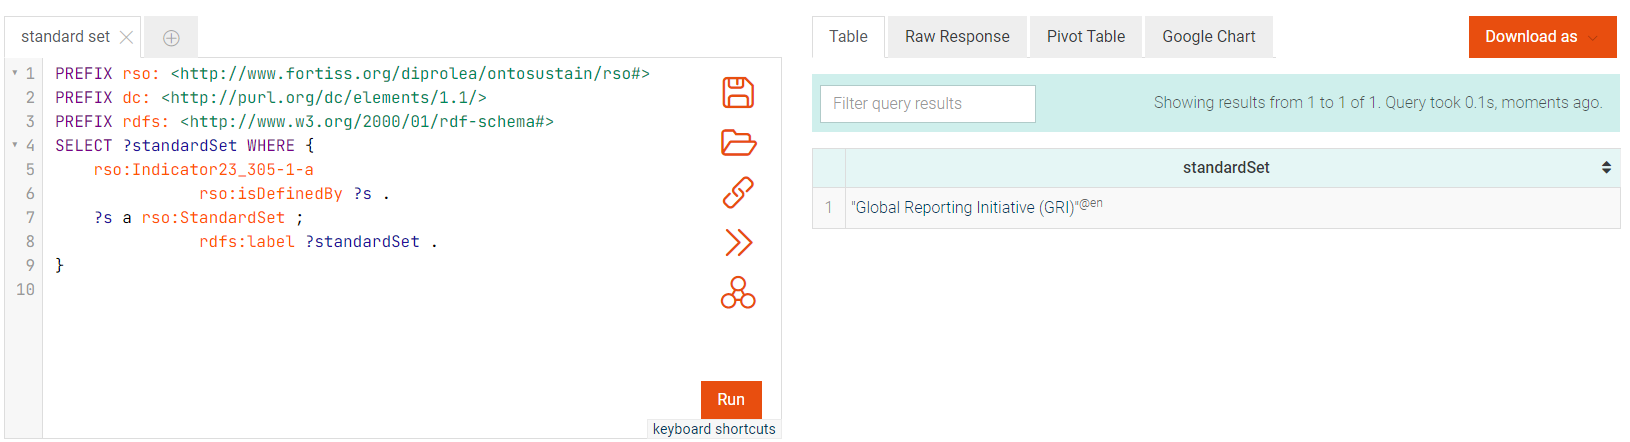 standard set
1 PREFIX rso: <http://www.fortiss.org/diprolea/ontosustain/rso#>
2 PREFIX dc: <http://purl.org/dc/elements/1.1/>
3 PREFIX rdfs: <http://www.w3.org/2000/01/rdf-schema#>
4 SELECT ?standardSet WHERE {
5     rso:Indicator23_305-1-a
6                rso:isDefinedBy ?s .
7     ?s a rso:StandardSet ;
8                rdfs:label ?standardSet .
9 }
10
Run
keyboard shortcuts
Table Raw Response Pivot Table Google Chart Download as
Filter query results Showing results from 1 to 1 of 1. Query took 0.1s, moments ago.
standardSet
1 "Global Reporting Initiative (GRI)"@en